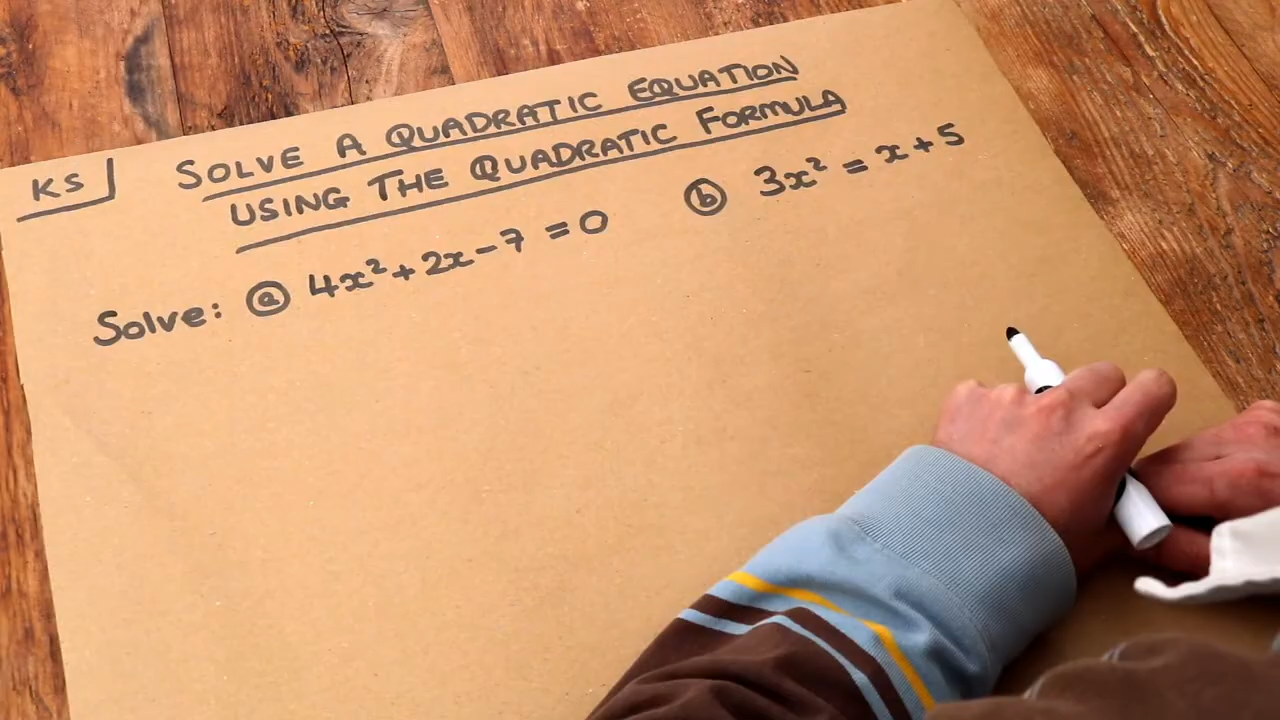 KS
SOLVE A QUADRATIC EQUATION
USING THE QUADRATIC FORMULA
Solve: ⓐ 4x²+2x-7=0
ⓑ 3x² = x+5